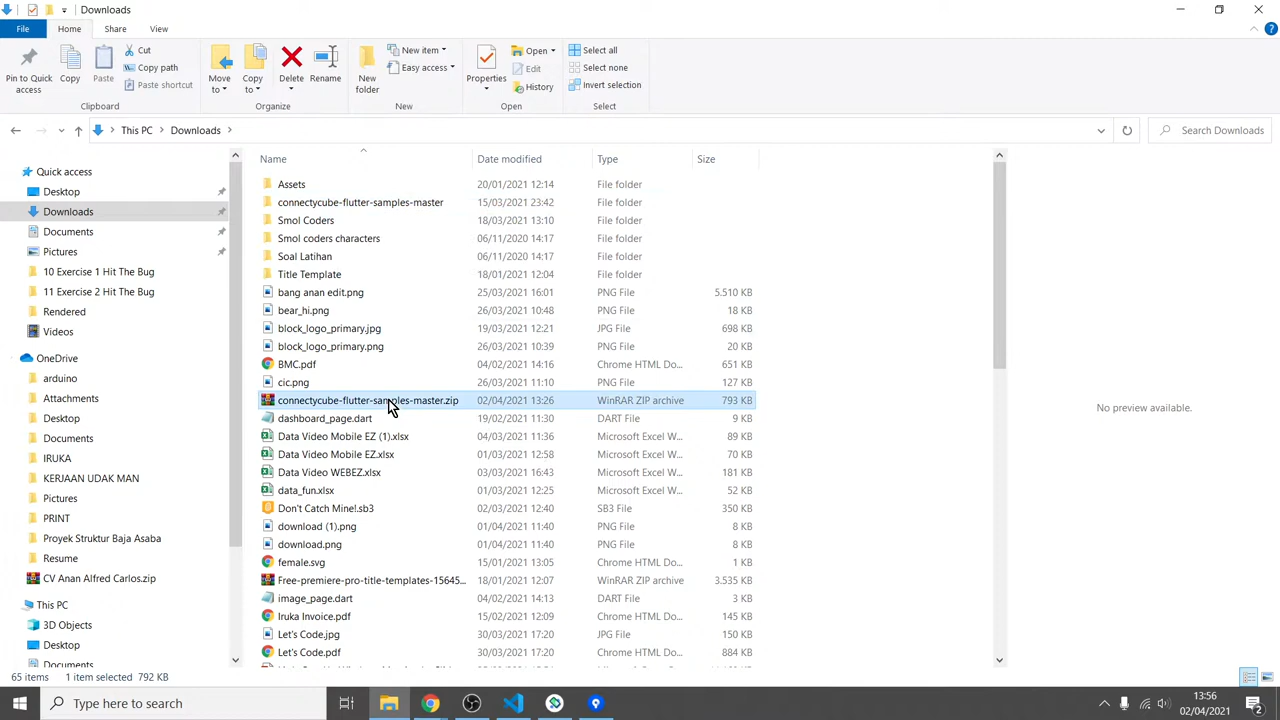 Downloads
File
Home
Share
View
Pin to Quick access
Copy
Paste
Cut
Copy path
Paste shortcut
Clipboard
Move to
Copy to
Delete
Rename
Organize
New folder
New item
Easy access
New
Properties
Open
Edit
History
Open
Select all
Select none
Invert selection
Select
This PC
Downloads
Search Downloads
Quick access
Desktop
Downloads
Documents
Pictures
10 Exercise 1 Hit The Bug
11 Exercise 2 Hit The Bug
Rendered
Videos
OneDrive
arduino
Attachments
Desktop
Documents
IRUKA
KERJAAN UDAK MAN
Pictures
PRINT
Proyek Struktur Baja Asaba
Resume
CV Anan Alfred Carlos.zip
This PC
3D Objects
Desktop
Documents
Name Date modified Type Size
Assets 20/01/2021 12:14 File folder
connectycube-flutter-samples-master 15/03/2021 23:42 File folder
Smol Coders 18/03/2021 13:10 File folder
Smol coders characters 06/11/2020 14:17 File folder
Soal Latihan 06/11/2020 14:17 File folder
Title Template 18/01/2021 12:04 File folder
bang anan edit.png 25/03/2021 16:01 PNG File 5.510 KB
bear_hi.png 26/03/2021 10:48 PNG File 18 KB
block_logo_primary.jpg 19/03/2021 12:21 JPG File 698 KB
block_logo_primary.png 26/03/2021 10:39 PNG File 20 KB
BMC.pdf 04/02/2021 14:16 Chrome HTML Do... 651 KB
cic.png 26/03/2021 11:10 PNG File 127 KB
connectycube-flutter-samples-master.zip 02/04/2021 13:26 WinRAR ZIP archive 793 KB
dashboard_page.dart 19/02/2021 11:30 DART File 9 KB
Data Video Mobile EZ (1).xlsx 04/03/2021 11:36 Microsoft Excel W... 89 KB
Data Video Mobile EZ.xlsx 01/03/2021 12:58 Microsoft Excel W... 70 KB
Data Video WEBEZ.xlsx 03/03/2021 16:43 Microsoft Excel W... 181 KB
data_fun.xlsx 01/03/2021 12:25 Microsoft Excel W... 52 KB
Don't Catch Mine!.sb3 02/03/2021 12:40 SB3 File 350 KB
download (1).png 01/04/2021 11:40 PNG File 8 KB
download.png 01/04/2021 11:40 PNG File 8 KB
female.svg 15/01/2021 13:05 Chrome HTML Do... 1 KB
Free-premiere-pro-title-templates-15645... 18/01/2021 12:07 WinRAR ZIP archive 3.535 KB
image_page.dart 04/02/2021 14:13 DART File 3 KB
Iruka Invoice.pdf 15/02/2021 12:09 Chrome HTML Do... 145 KB
Let's Code.jpg 30/03/2021 17:20 JPG File 150 KB
Let's Code.pdf 30/03/2021 17:20 Chrome HTML Do... 884 KB
No preview available.
65 items 1 item selected 792 KB
Type here to search
13:56
02/04/2021
2